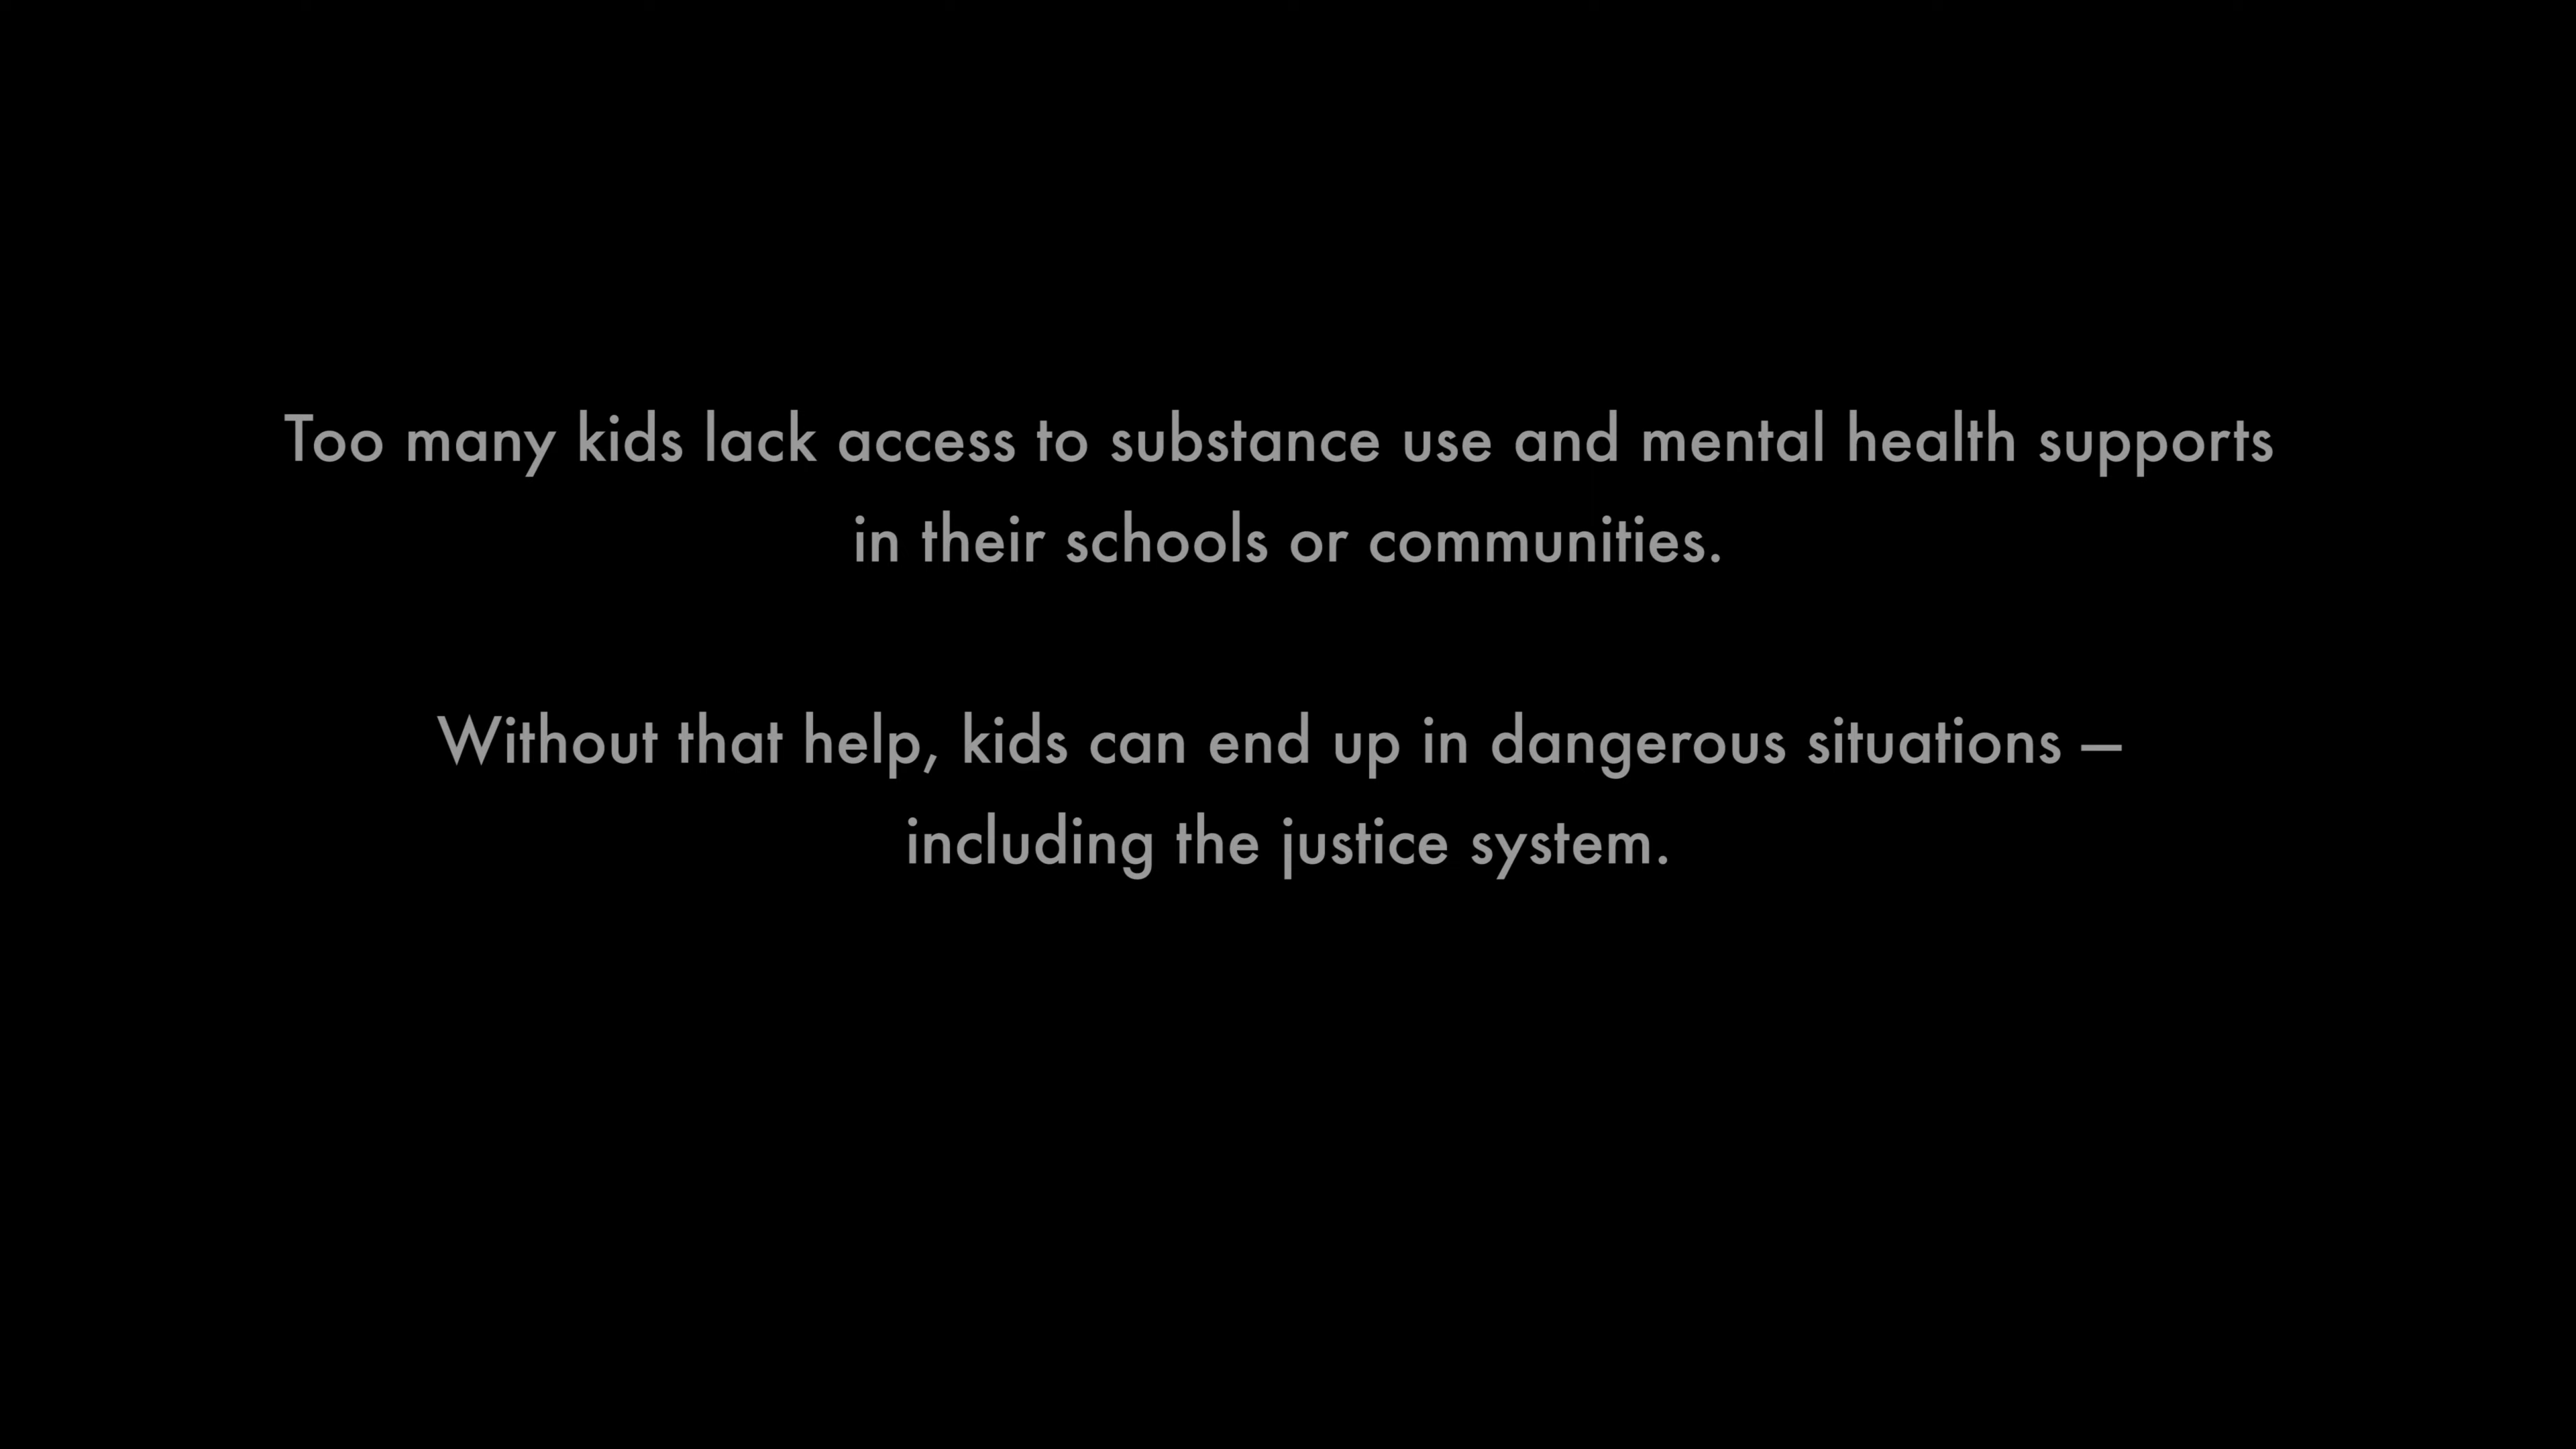 Too many kids lack access to substance use and mental health supports
in their schools or communities.
Without that help, kids can end up in dangerous situations —
including the justice system.